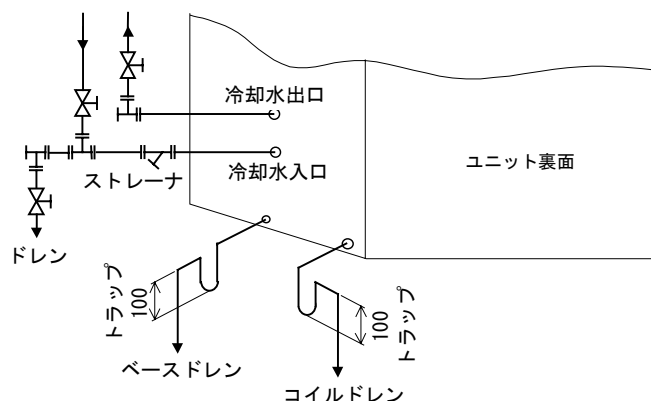 冷却水出口
冷却水入口
ユニット裏面
ストレーナ
ドレン
トラップ
100
100
トラップ
ベースドレン
コイルドレン